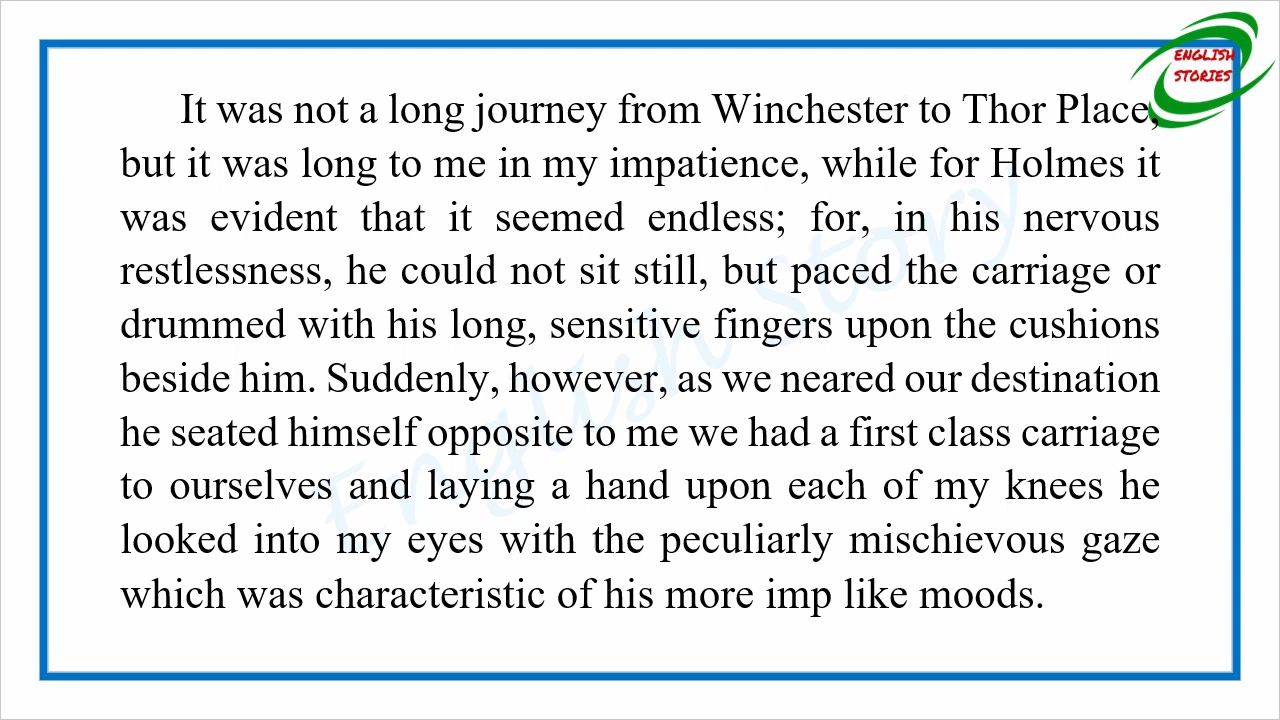 ENGLISH
STORIES
It was not a long journey from Winchester to Thor Place,
but it was long to me in my impatience, while for Holmes it
was evident that it seemed endless; for, in his nervous
restlessness, he could not sit still, but paced the carriage or
drummed with his long, sensitive fingers upon the cushions
beside him. Suddenly, however, as we neared our destination
he seated himself opposite to me we had a first class carriage
to ourselves and laying a hand upon each of my knees he
looked into my eyes with the peculiarly mischievous gaze
which was characteristic of his more imp like moods.
English Story